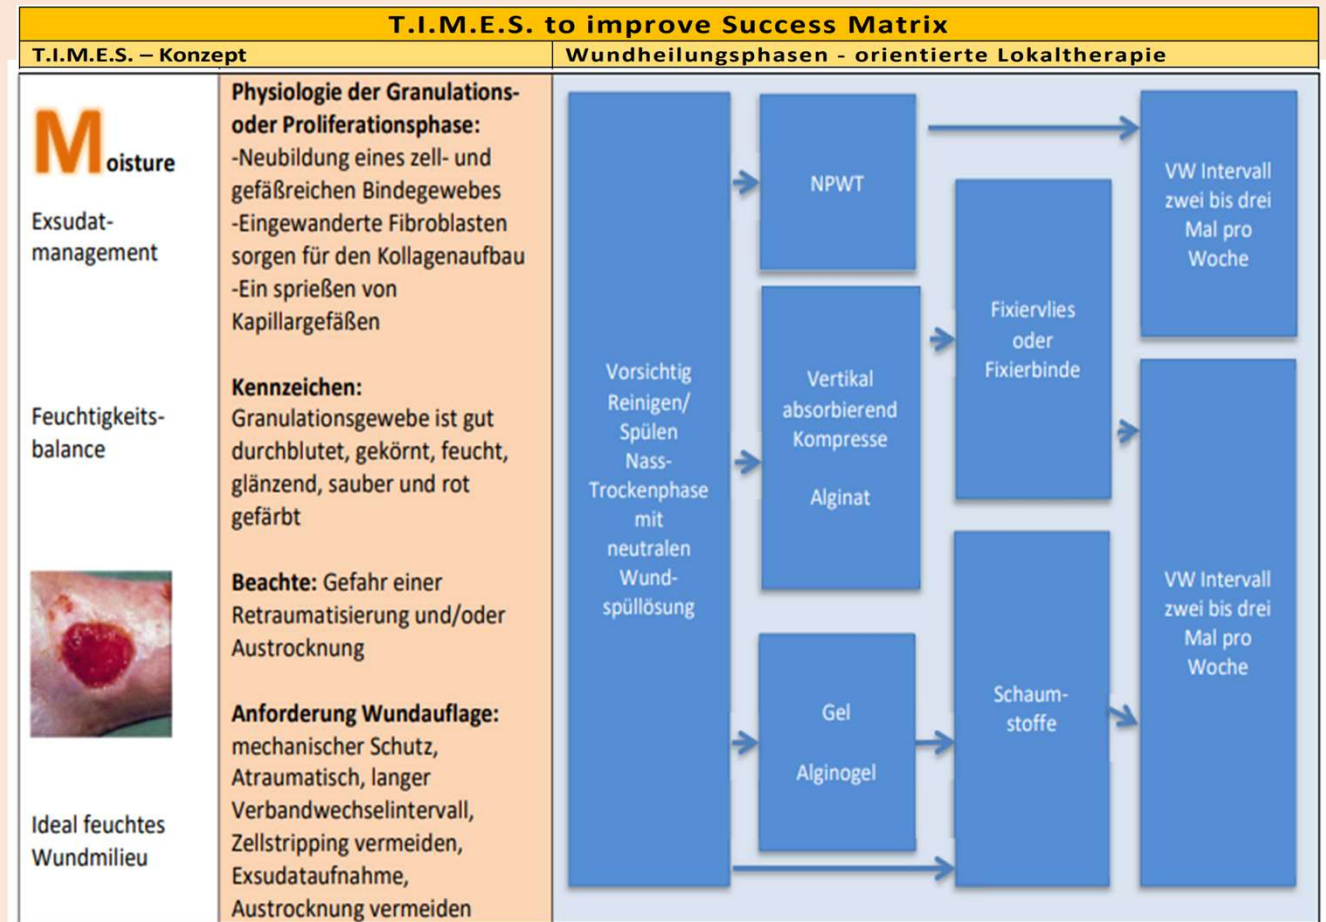 T.I.M.E.S. to improve Success Matrix
T.I.M.E.S. – Konzept
Wundheilungsphasen - orientierte Lokaltherapie
Moisture
Exsudat-
management
Feuchtigkeits-
balance
Ideal feuchtes
Wundmilieu
Physiologie der Granulations-
oder Proliferationsphase:
-Neubildung eines zell- und
gefäßreichen Bindegewebes
-Eingewanderte Fibroblasten
sorgen für den Kollagenaufbau
-Ein sprießen von
Kapillargefäßen
Kennzeichen:
Granulationsgewebe ist gut
durchblutet, gekörnt, feucht,
glänzend, sauber und rot
gefärbt
Beachte: Gefahr einer
Retraumatisierung und/oder
Austrocknung
Anforderung Wundauflage:
mechanischer Schutz,
Atraumatisch, langer
Verbandwechselintervall,
Zellstripping vermeiden,
Exsudataufnahme,
Austrocknung vermeiden
Vorsichtig
Reinigen/
Spülen
Nass-
Trockenphase
mit
neutralen
Wund-
spüllösung
NPWT
Vertikal
absorbierend
Kompresse
Alginat
Gel
Alginogel
Fixiervlies
oder
Fixierbinde
Schaum-
stoffe
VW Intervall
zwei bis drei
Mal pro
Woche
VW Intervall
zwei bis drei
Mal pro
Woche